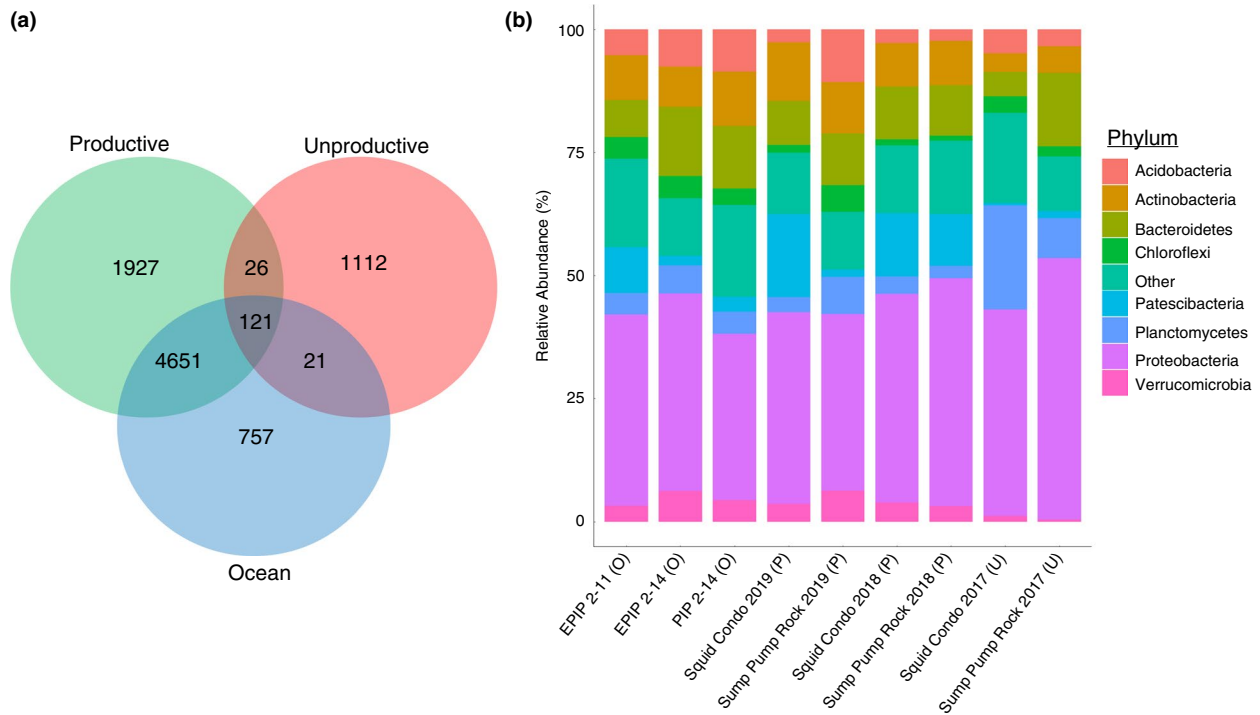 (a)
Productive
Unproductive
1927
26
1112
121
4651
21
757
Ocean
(b)
Relative Abundance (%)
100
75
50
25
0
EPIP 2-11 (O)
EPIP 2-14 (O)
PIP 2-14 (O)
Squid Condo 2019 (P)
Sump Pump Rock 2019 (P)
Squid Condo 2018 (P)
Sump Pump Rock 2018 (P)
Squid Condo 2017 (U)
Sump Pump Rock 2017 (U)
Phylum
Acidobacteria
Actinobacteria
Bacteroidetes
Chloroflexi
Other
Patescibacteria
Planctomycetes
Proteobacteria
Verrucomicrobia